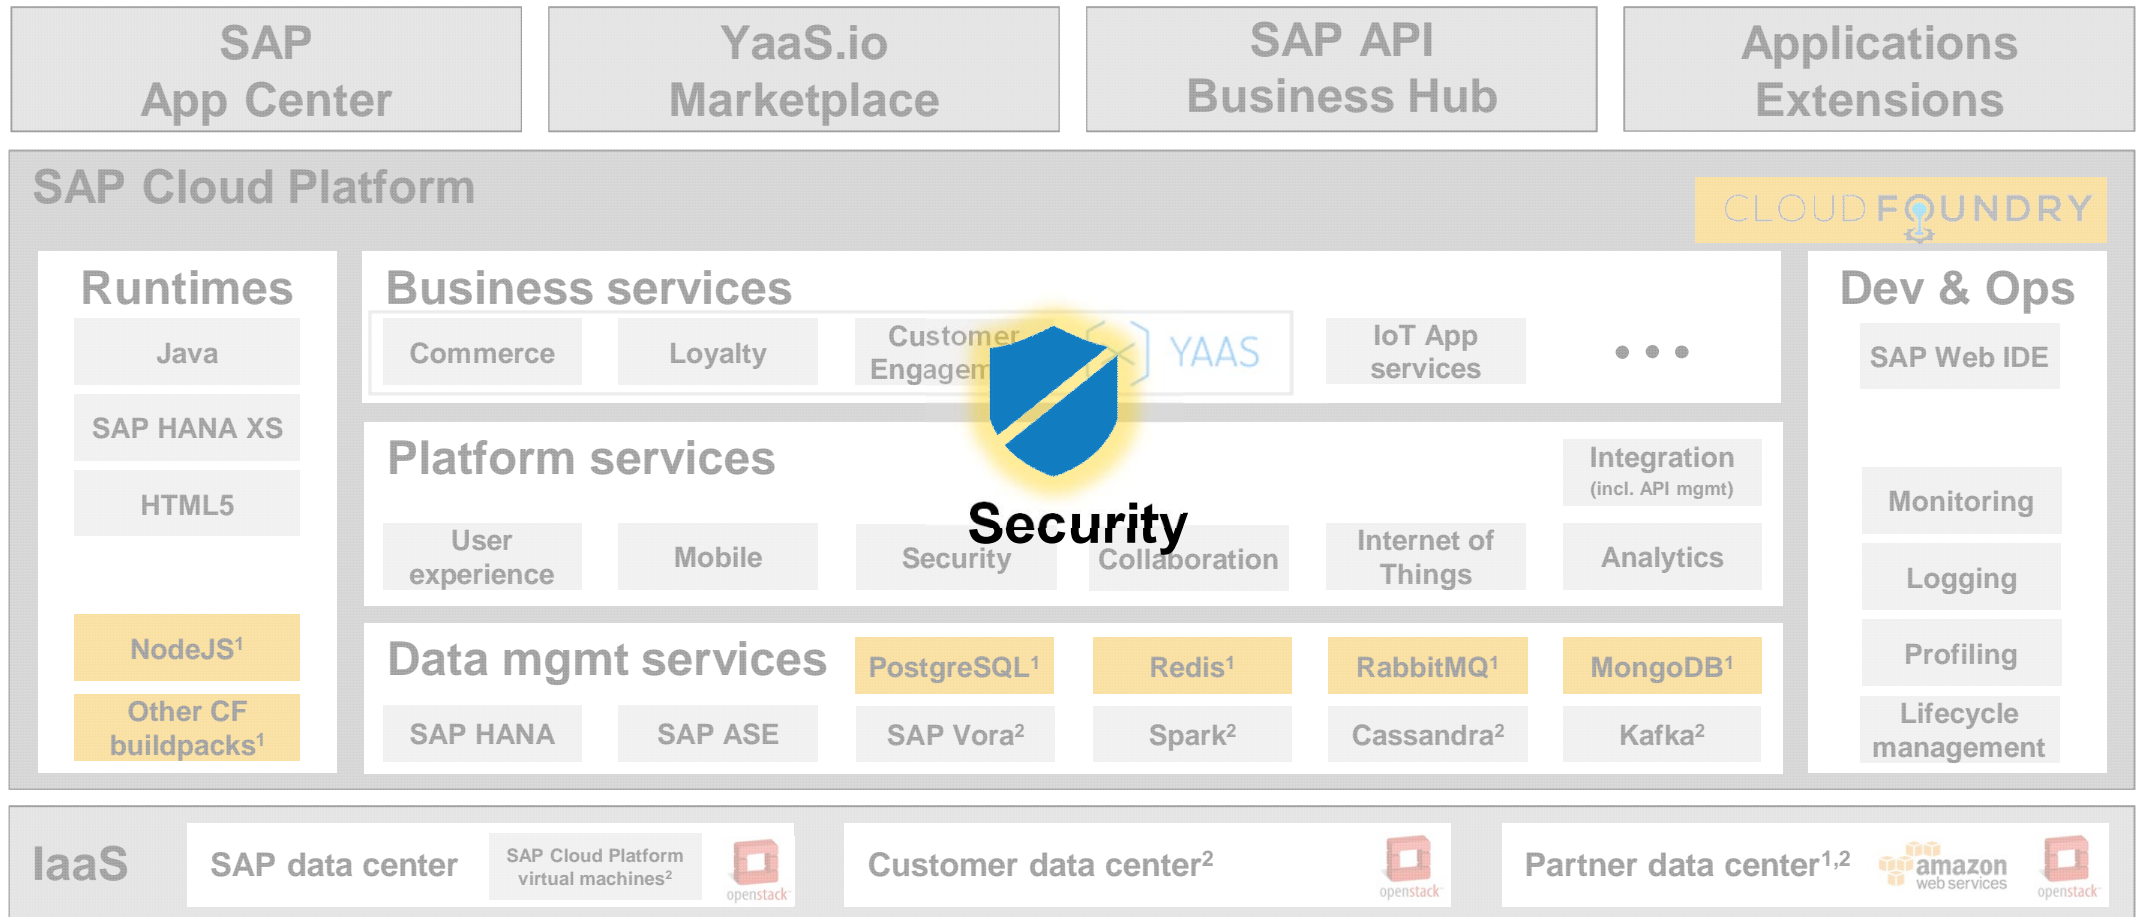 SAP
App Center
YaaS.io
Marketplace
SAP API
Business Hub
Applications
Extensions
SAP Cloud Platform
CLOUD FOUNDRY
Runtimes
Java
SAP HANA XS
HTML5
NodeJS¹
Other CF
buildpacks¹
Business services
Commerce
Loyalty
Customer
YAAS
IoT App
services
•••
Platform services
Integration
(incl. API mgmt)
Security
User
experience
Mobile
Security
Collaboration
Internet of
Things
Analytics
Data mgmt services
PostgreSQL¹
Redis¹
RabbitMQ¹
MongoDB¹
SAP HANA
SAP ASE
SAP Vora²
Spark²
Cassandra²
Kafka²
Dev & Ops
SAP Web IDE
Monitoring
Logging
Profiling
Lifecycle
management
IaaS
SAP data center
SAP Cloud Platform
virtual machines²
openstack
Customer data center²
openstack
Partner data center¹,²
amazon
web services
openstack